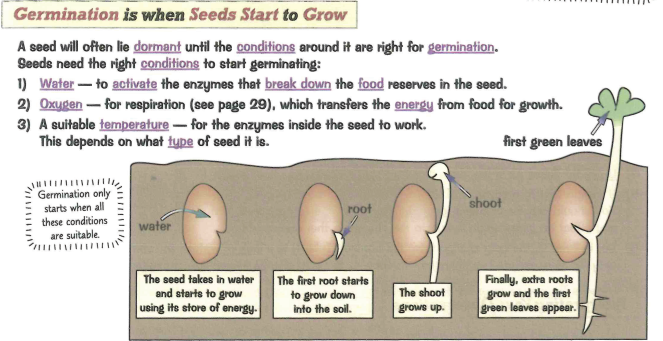 Germination is when Seeds Start to Grow
A seed will often lie dormant until the conditions around it are right for germination.
Seeds need the right conditions to start germinating:
1) Water — to activate the enzymes that break down the food reserves in the seed.
2) Oxygen — for respiration (see page 29), which transfers the energy from food for growth.
3) A suitable temperature — for the enzymes inside the seed to work.
This depends on what type of seed it is.
first green leaves
Germination only
starts when all
these conditions
are suitable.
water
root
shoot
The seed takes in water
and starts to grow
using its store of energy.
The first root starts
to grow down
into the soil.
The shoot
grows up.
Finally, extra roots
grow and the first
green leaves appear.